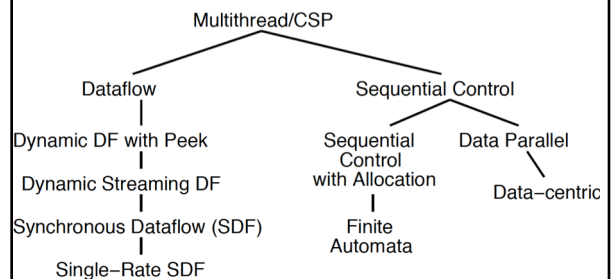 Multithread/CSP
Dataflow
Sequential Control
Dynamic DF with Peek
Sequential
Control
with Allocation
Data Parallel
Dynamic Streaming DF
Data−centric
Synchronous Dataflow (SDF)
Finite
Automata
Single−Rate SDF